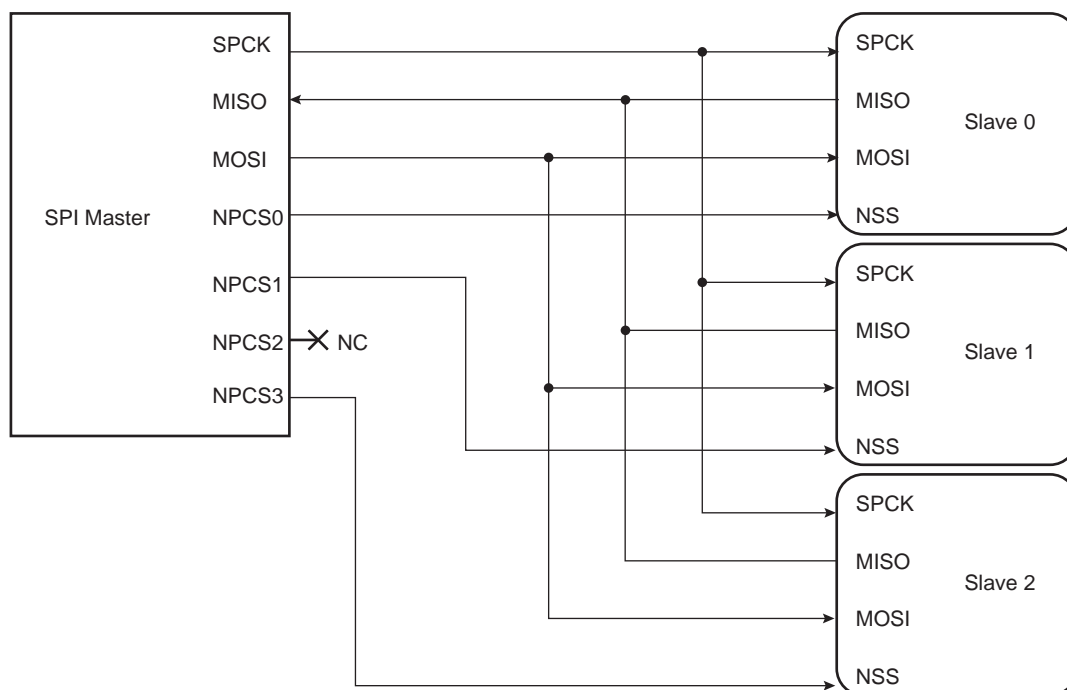 SPI Master
SPCK
MISO
MOSI
NPCS0
NPCS1
NPCS2
NC
NPCS3
SPCK
MISO
MOSI
NSS
Slave 0
SPCK
MISO
MOSI
NSS
Slave 1
SPCK
MISO
MOSI
NSS
Slave 2